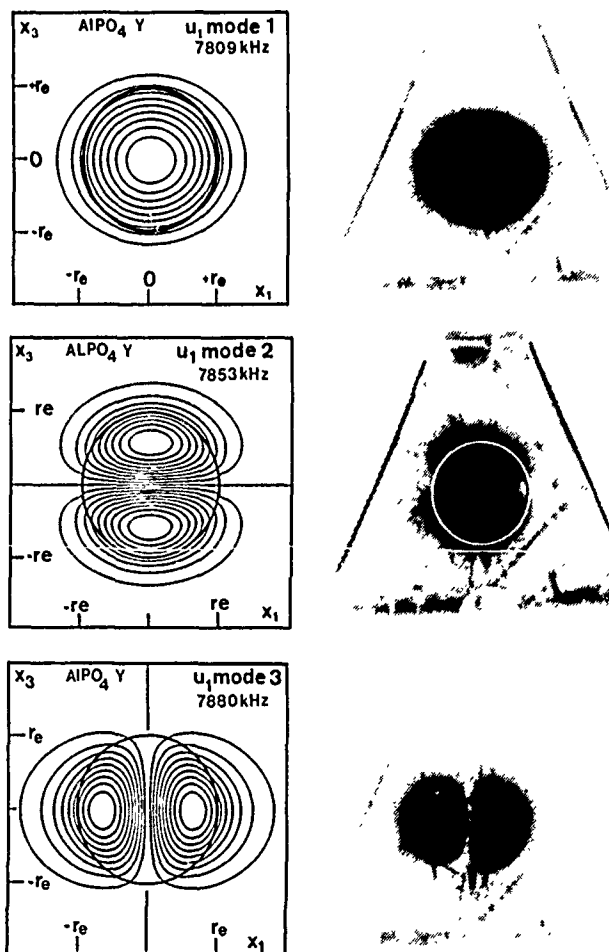 x₃ AlPO₄ Y u₁ mode 1
7809 kHz
+re
0
-re
-re 0 +re x₁
x₃ ALPO₄ Y u₁ mode 2
7853 kHz
re
-re
-re re x₁
x₃ AlPO₄ Y u₁ mode 3
7880 kHz
re
-re
-re re x₁